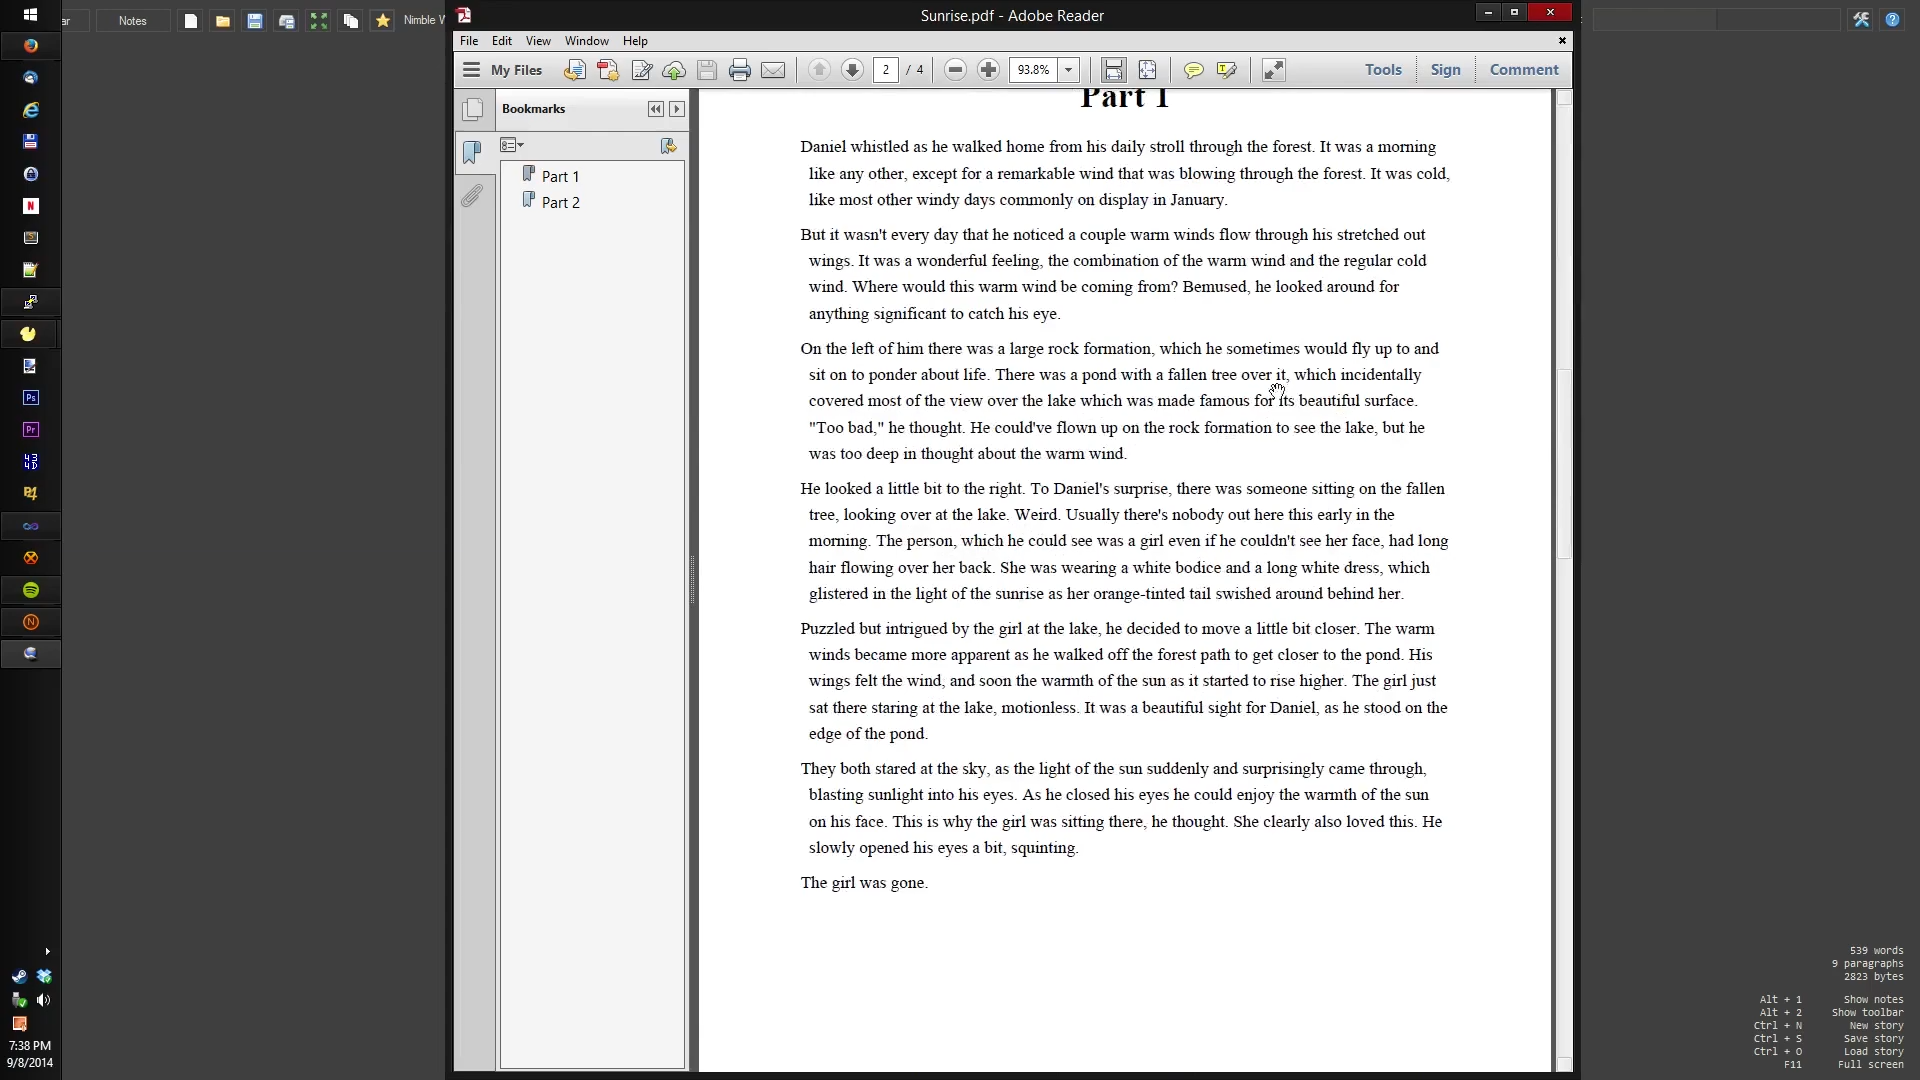 ar
Notes
Nimble W
Sunrise.pdf - Adobe Reader
File Edit View Window Help
My Files
2 / 4
93.8%
Tools Sign Comment
Bookmarks
Part 1
Part 2
Part 1
Daniel whistled as he walked home from his daily stroll through the forest. It was a morning
like any other, except for a remarkable wind that was blowing through the forest. It was cold,
like most other windy days commonly on display in January.
But it wasn't every day that he noticed a couple warm winds flow through his stretched out
wings. It was a wonderful feeling, the combination of the warm wind and the regular cold
wind. Where would this warm wind be coming from? Bemused, he looked around for
anything significant to catch his eye.
On the left of him there was a large rock formation, which he sometimes would fly up to and
sit on to ponder about life. There was a pond with a fallen tree over it, which incidentally
covered most of the view over the lake which was made famous for its beautiful surface.
"Too bad," he thought. He could've flown up on the rock formation to see the lake, but he
was too deep in thought about the warm wind.
He looked a little bit to the right. To Daniel's surprise, there was someone sitting on the fallen
tree, looking over at the lake. Weird. Usually there's nobody out here this early in the
morning. The person, which he could see was a girl even if he couldn't see her face, had long
hair flowing over her back. She was wearing a white bodice and a long white dress, which
glistered in the light of the sunrise as her orange-tinted tail swished around behind her.
Puzzled but intrigued by the girl at the lake, he decided to move a little bit closer. The warm
winds became more apparent as he walked off the forest path to get closer to the pond. His
wings felt the wind, and soon the warmth of the sun as it started to rise higher. The girl just
sat there staring at the lake, motionless. It was a beautiful sight for Daniel, as he stood on the
edge of the pond.
They both stared at the sky, as the light of the sun suddenly and surprisingly came through,
blasting sunlight into his eyes. As he closed his eyes he could enjoy the warmth of the sun
on his face. This is why the girl was sitting there, he thought. She clearly also loved this. He
slowly opened his eyes a bit, squinting.
The girl was gone.
539 words
9 paragraphs
2823 bytes
Alt + 1 Show notes
Alt + 2 Show toolbar
Ctrl + N New story
Ctrl + S Save story
Ctrl + O Load story
F11 Full screen
7:38 PM
9/8/2014